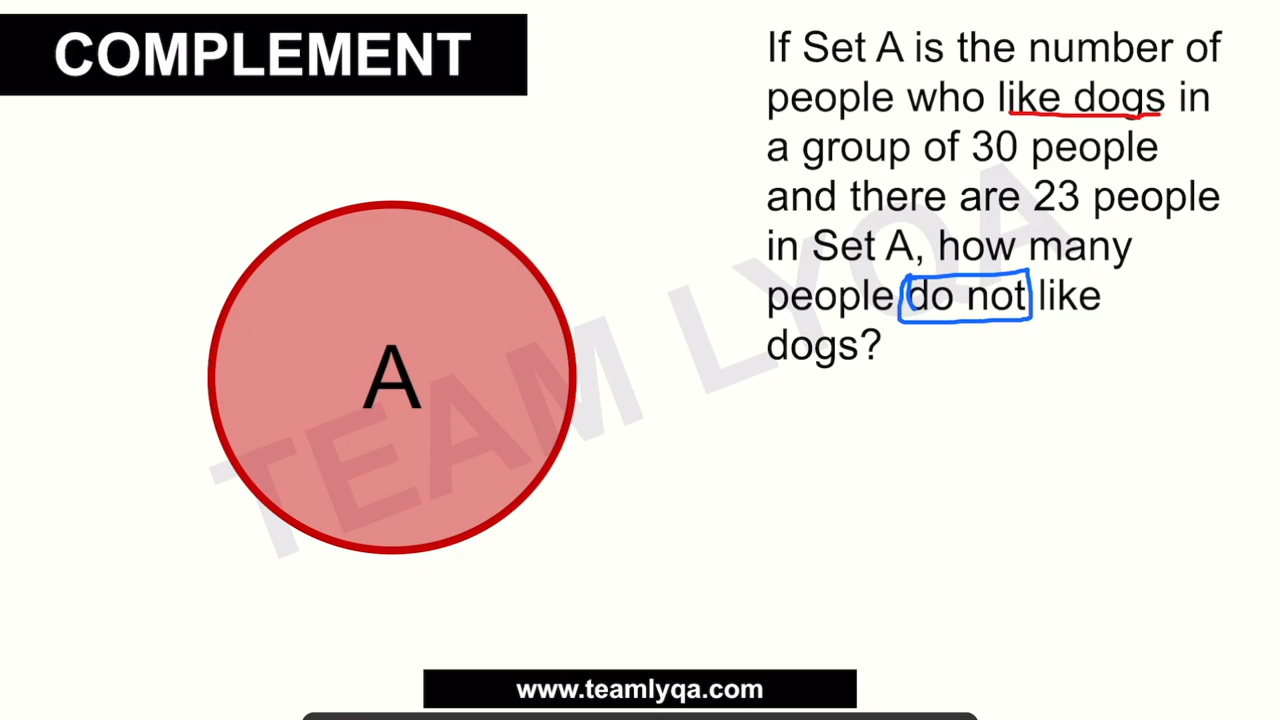 COMPLEMENT
If Set A is the number of
people who like dogs in
a group of 30 people
and there are 23 people
in Set A, how many
people do not like
dogs?
A
TEAM LYQA
www.teamlyqa.com